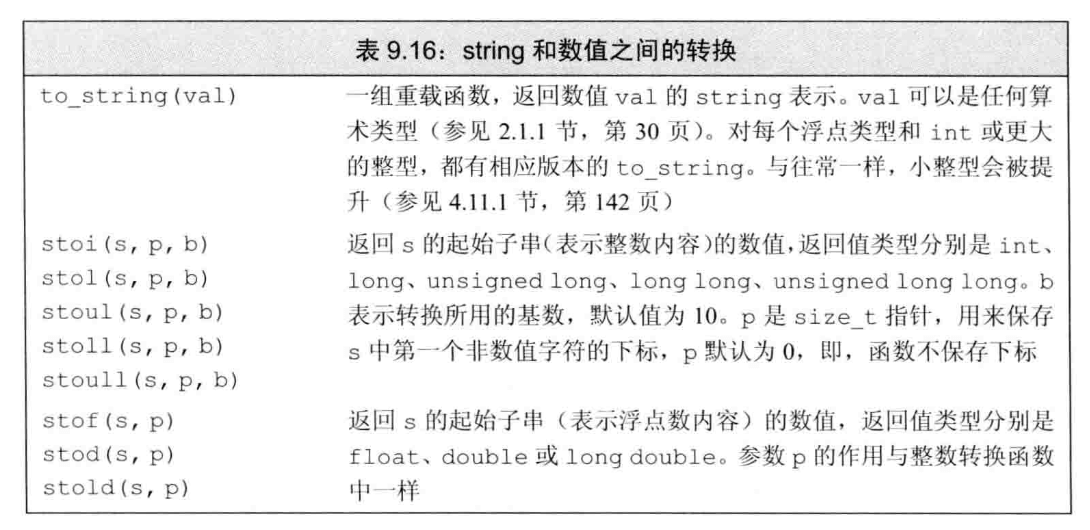 表 9.16：string 和数值之间的转换
to_string(val) 一组重载函数，返回数值 val 的 string 表示。val 可以是任何算
术类型（参见 2.1.1 节，第 30 页）。对每个浮点类型和 int 或更大
的整型，都有相应版本的 to_string。与往常一样，小整型会被提
升（参见 4.11.1 节，第 142 页）
stoi(s, p, b) 返回 s 的起始子串（表示整数内容）的数值，返回值类型分别是 int、
stol(s, p, b) long、unsigned long、long long、unsigned long long。b
stoul(s, p, b) 表示转换所用的基数，默认值为 10。p 是 size_t 指针，用来保存
stoll(s, p, b) s 中第一个非数值字符的下标，p 默认为 0，即，函数不保存下标
stoull(s, p, b)
stof(s, p) 返回 s 的起始子串（表示浮点数内容）的数值，返回值类型分别是
stod(s, p) float、double 或 long double。参数 p 的作用与整数转换函数
stold(s, p) 中一样